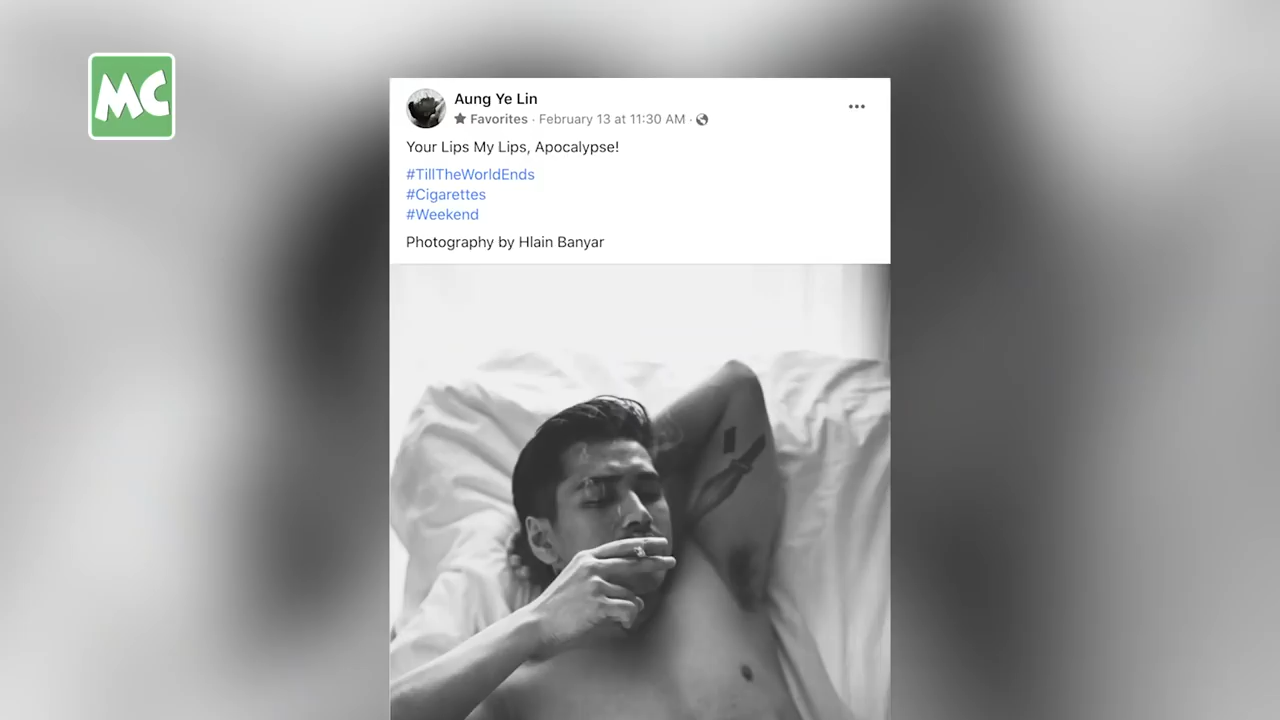 MC
Aung Ye Lin
Favorites · February 13 at 11:30 AM ·
Your Lips My Lips, Apocalypse!
#TillTheWorldEnds
#Cigarettes
#Weekend
Photography by Hlain Banyar